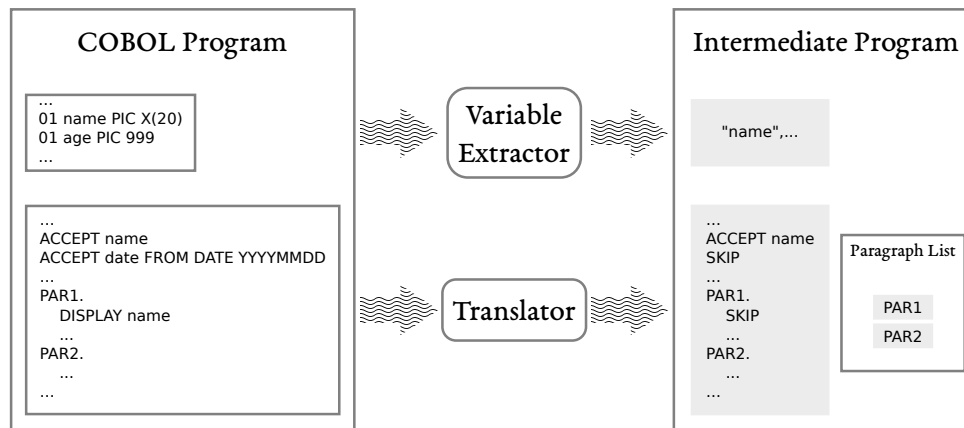 COBOL Program
...
01 name PIC X(20)
01 age PIC 999
...
...
ACCEPT name
ACCEPT date FROM DATE YYYYMMDD
...
PAR1.
DISPLAY name
...
PAR2.
...
...
Variable
Extractor
Translator
Intermediate Program
"name",...
...
ACCEPT name
SKIP
...
PAR1.
SKIP
...
PAR2.
...
...
Paragraph List
PAR1
PAR2